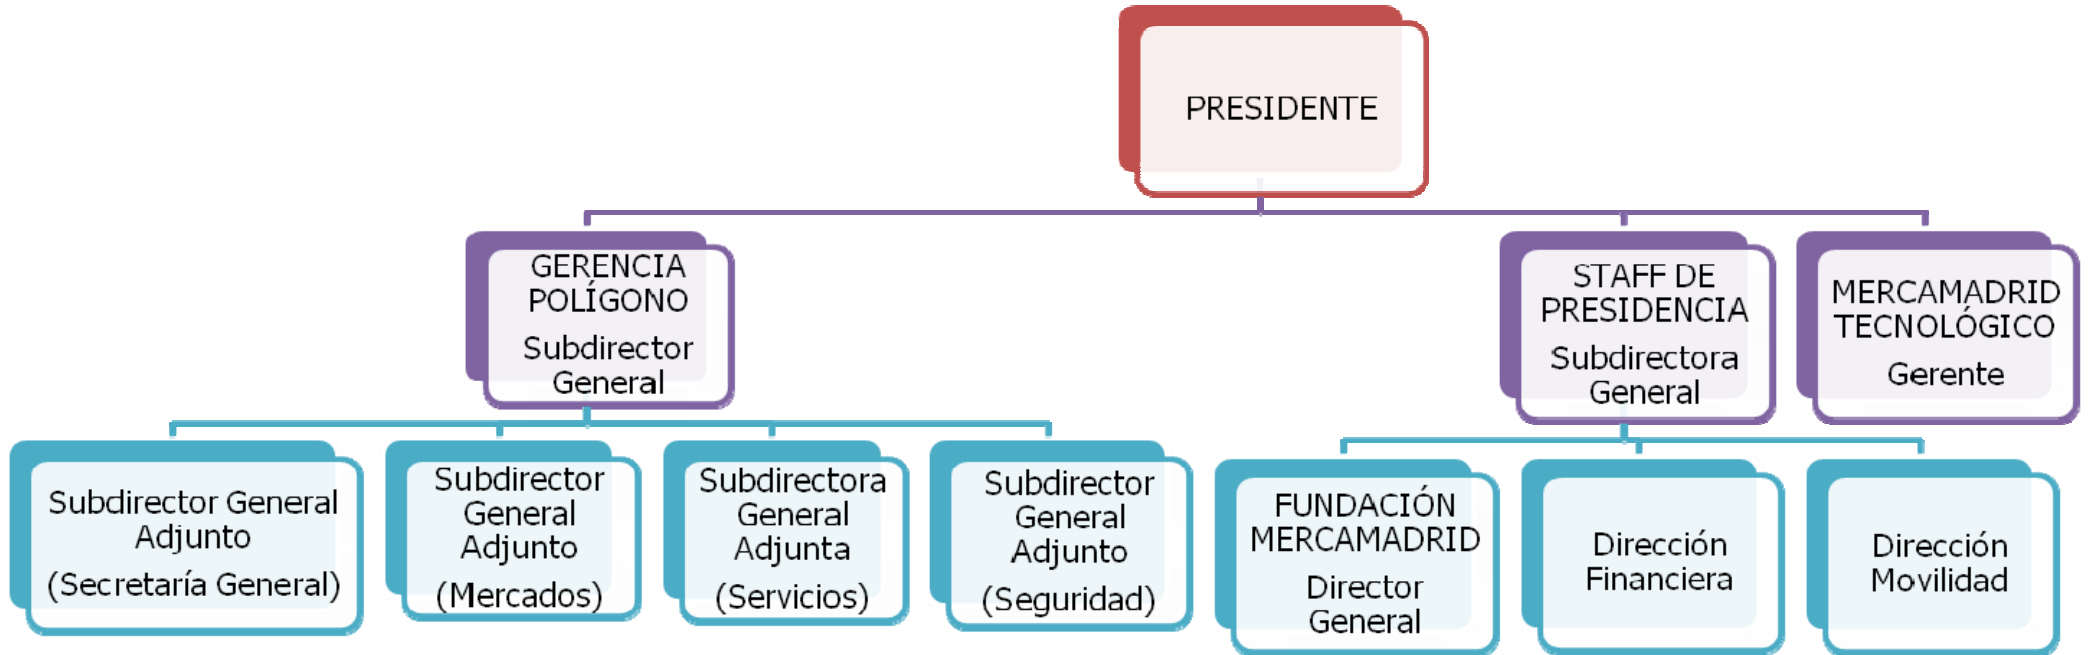 PRESIDENTE
GERENCIA
POLÍGONO
Subdirector
General
STAFF DE
PRESIDENCIA
Subdirectora
General
MERCAMADRID
TECNOLÓGICO
Gerente
Subdirector General
Adjunto
(Secretaría General)
Subdirector
General
Adjunto
(Mercados)
Subdirectora
General
Adjunta
(Servicios)
Subdirector
General
Adjunto
(Seguridad)
FUNDACIÓN
MERCAMADRID
Director
General
Dirección
Financiera
Dirección
Movilidad